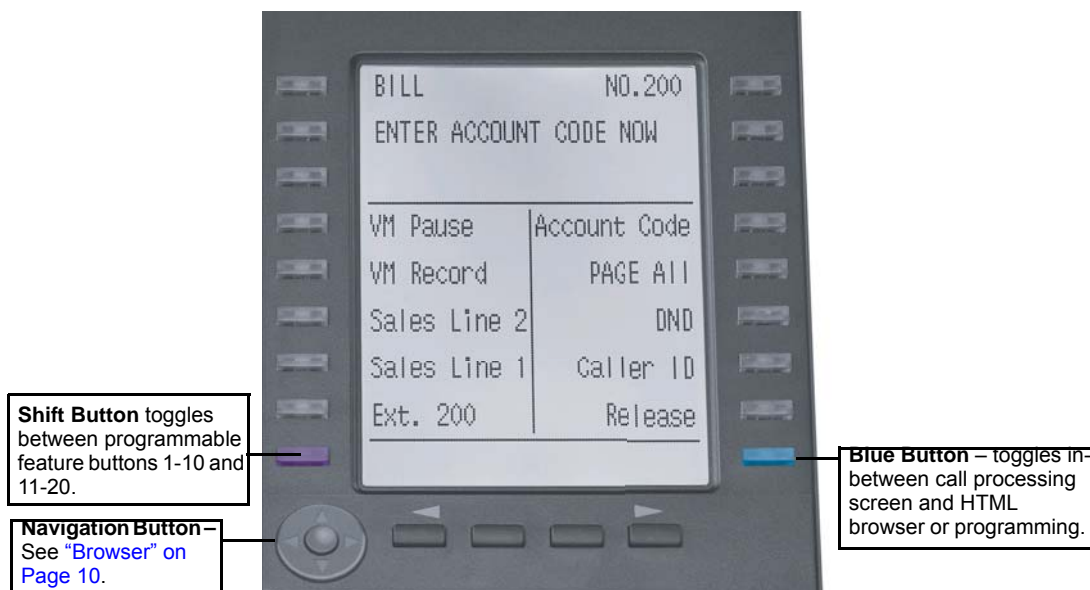 BILL NO.200
ENTER ACCOUNT CODE NOW
VM Pause Account Code
VM Record PAGE All
Sales Line 2 DND
Sales Line 1 Caller ID
Ext. 200 Release
Shift Button toggles
between programmable
feature buttons 1-10 and
11-20.
Navigation Button –
See "Browser" on
Page 10.
Blue Button – toggles in-
between call processing
screen and HTML
browser or programming.